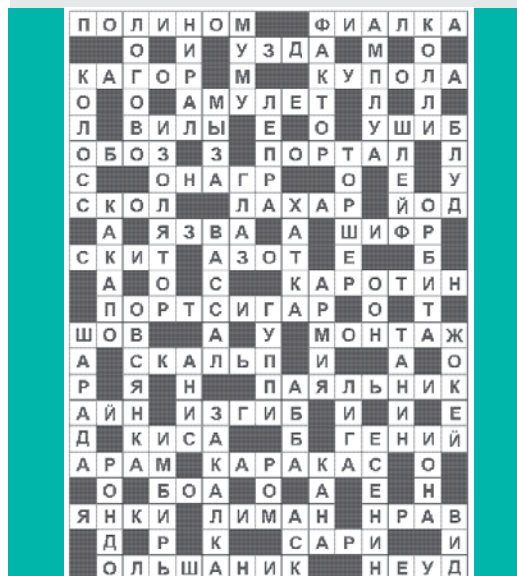 ПОЛИНОМ ФИАЛКА
О И УЗДА М О
КАГОР М КУПОЛА
О О АМУЛЕТ Л Л
Л ВИЛЫ Е О УШИБ
ОБОЗ З ПОРТАЛ Л
С ОНАГР О Е У
СКОЛ ЛАХАР ЙОД
А ЯЗВА А ШИФР
СКИТ АЗОТ Е Б
А О С КАРОТИН
ПОРТСИГАР О Т
ШОВ А У МОНТАЖ
А СКАЛЬП И А О
Р Я Н ПАЯЛЬНИК
АЙН ИЗГИБ И И Е
Д КИСА Б ГЕНИЙ
АРАМ КАРАКАС О
О БОА О А Е Н
ЯНКИ ЛИМАН НРАВ
Д Р К САРИ И
ОЛЬШАНИК НЕУД